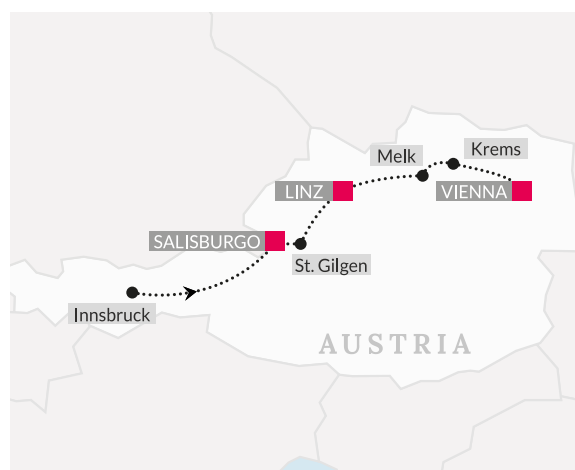 Krems
Melk
LINZ
VIENNA
SALISBURGO
St. Gilgen
Innsbruck
AUSTRIA